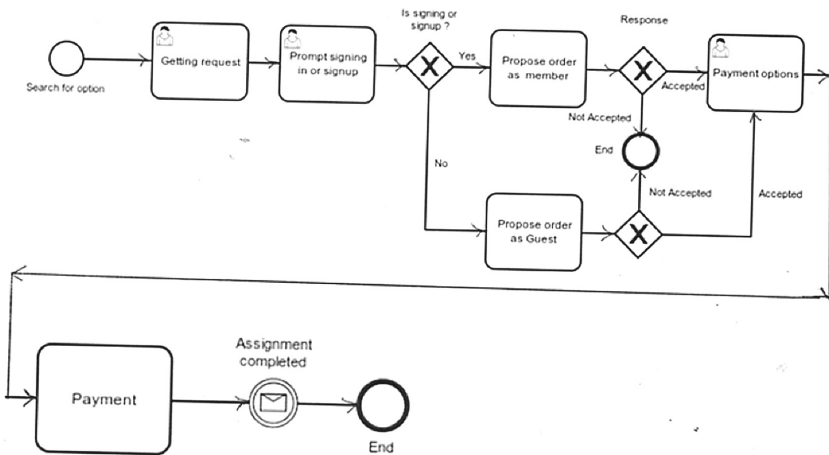 Is signing or
signup ?
Response
Getting request
Prompt signing
in or signup
Yes
Propose order
as member
Accepted
Payment options
Search for option
Not Accepted
End
No
Not Accepted
Accepted
Propose order
as Guest
Assignment
completed
Payment
End